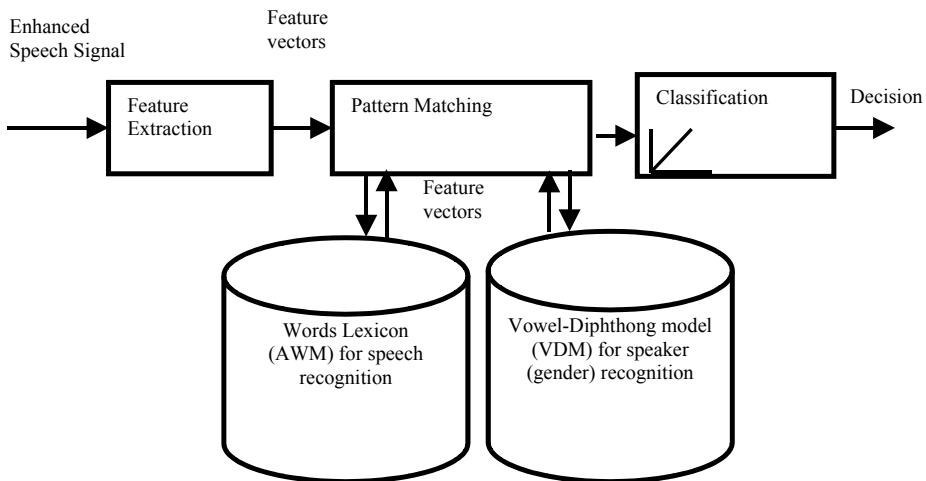 Enhanced
Speech Signal
Feature
vectors
Feature
Extraction
Pattern Matching
Classification
Decision
Feature
vectors
Words Lexicon
(AWM) for speech
recognition
Vowel-Diphthong model
(VDM) for speaker
(gender) recognition